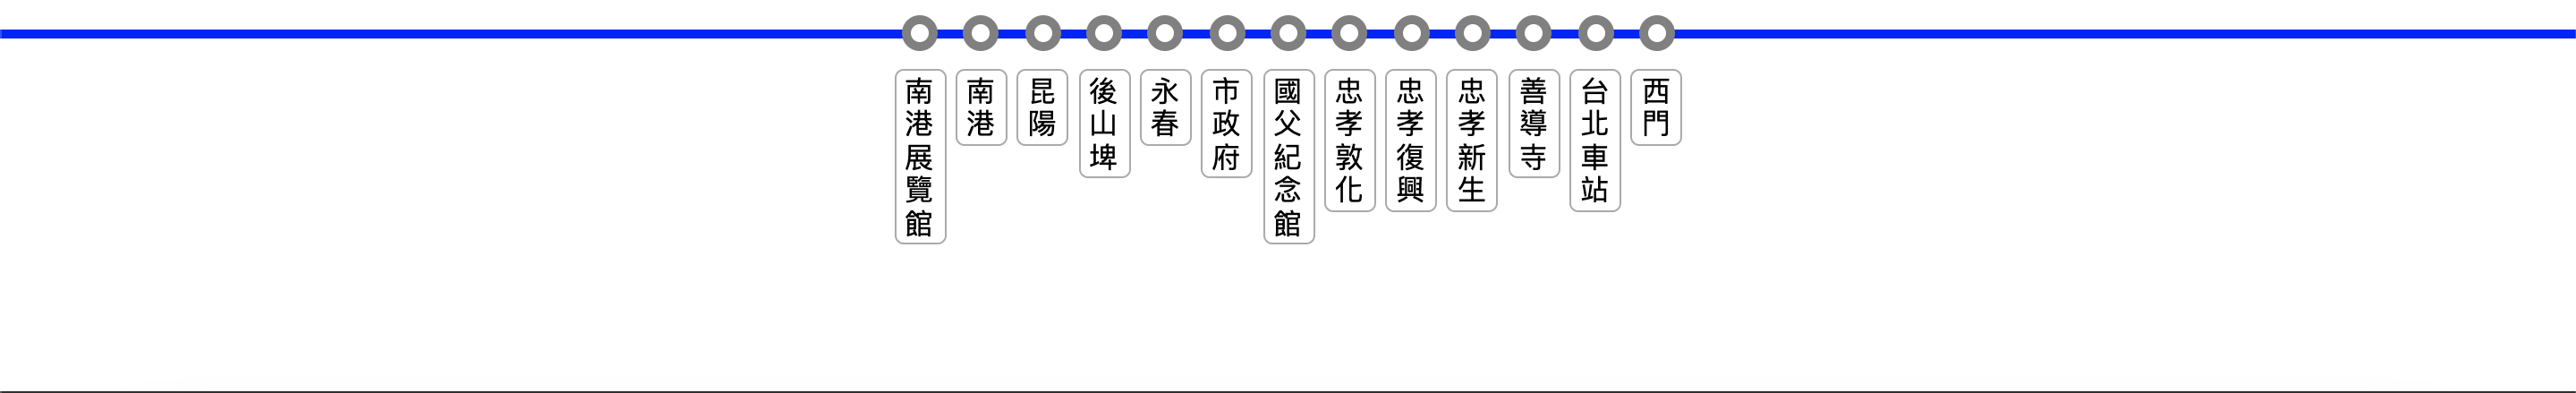 南港展覽館
南港
昆陽
後山埤
永春
市政府
國父紀念館
忠孝敦化
忠孝復興
忠孝新生
善導寺
台北車站
西門